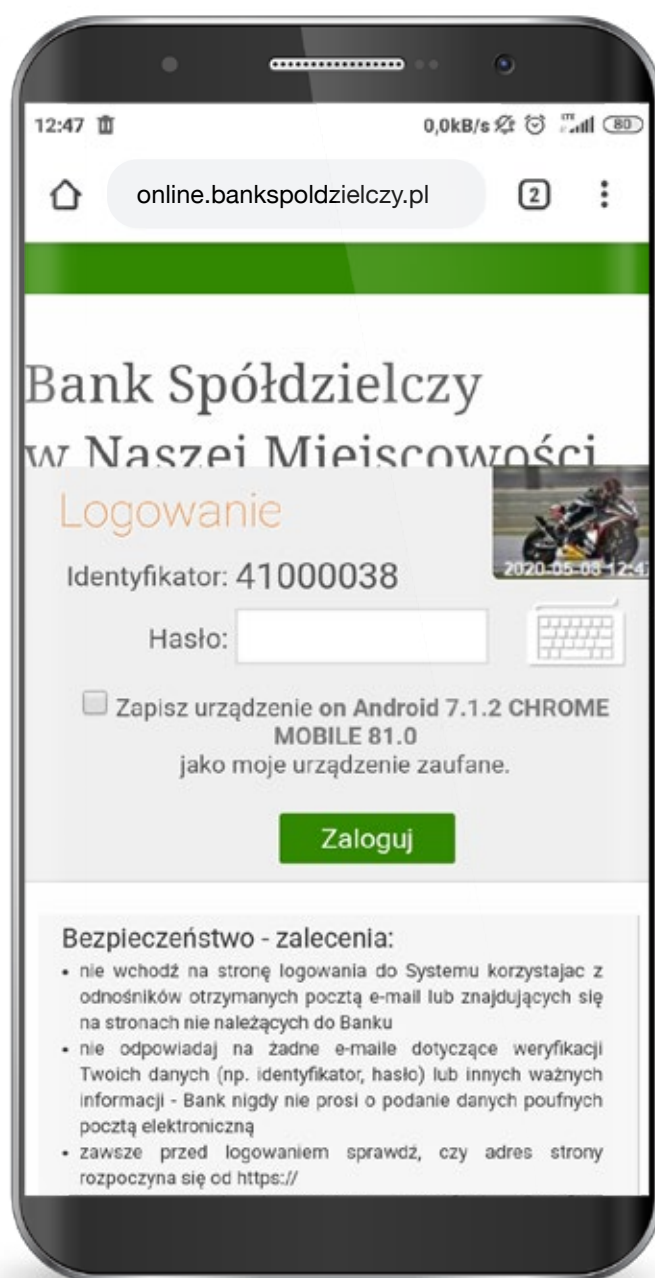 12:47 0,0kB/s LTE 80
online.bankspoldzielczy.pl 2
Bank Spółdzielczy
w Naszej Miejscowości
Logowanie
2020-05-03 12:47
Identyfikator: 41000038
Hasło:
Zapisz urządzenie on Android 7.1.2 CHROME
MOBILE 81.0
jako moje urządzenie zaufane.
Zaloguj
Bezpieczeństwo - zalecenia:
• nie wchodź na stronę logowania do Systemu korzystajac z
odnośników otrzymanych pocztą e-mail lub znajdujących się
na stronach nie należących do Banku
• nie odpowiadaj na żadne e-maile dotyczące weryfikacji
Twoich danych (np. identyfikator, hasło) lub innych ważnych
informacji - Bank nigdy nie prosi o podanie danych poufnych
pocztą elektroniczną
• zawsze przed logowaniem sprawdź, czy adres strony
rozpoczyna się od https://